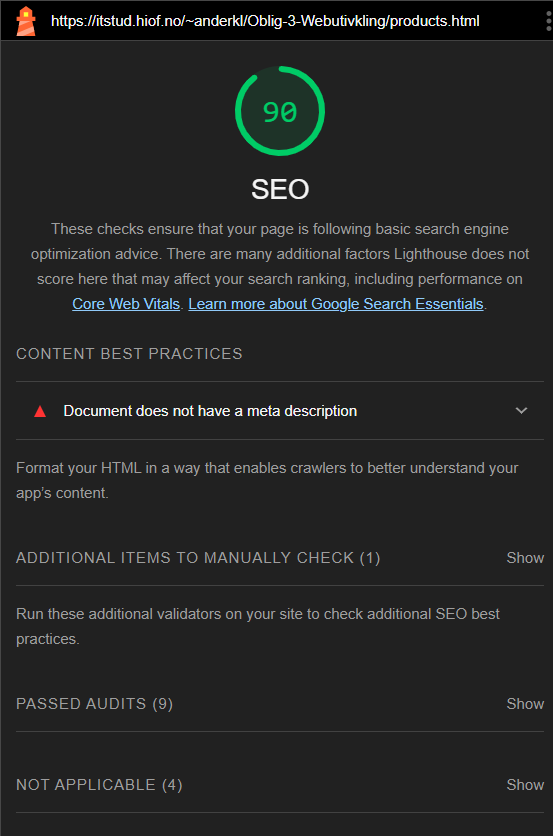 https://itstud.hiof.no/~anderkl/Oblig-3-Webutivkling/products.html
90
SEO
These checks ensure that your page is following basic search engine
optimization advice. There are many additional factors Lighthouse does not
score here that may affect your search ranking, including performance on
Core Web Vitals. Learn more about Google Search Essentials.
CONTENT BEST PRACTICES
Document does not have a meta description
Format your HTML in a way that enables crawlers to better understand your
app’s content.
ADDITIONAL ITEMS TO MANUALLY CHECK (1) Show
Run these additional validators on your site to check additional SEO best
practices.
PASSED AUDITS (9) Show
NOT APPLICABLE (4) Show